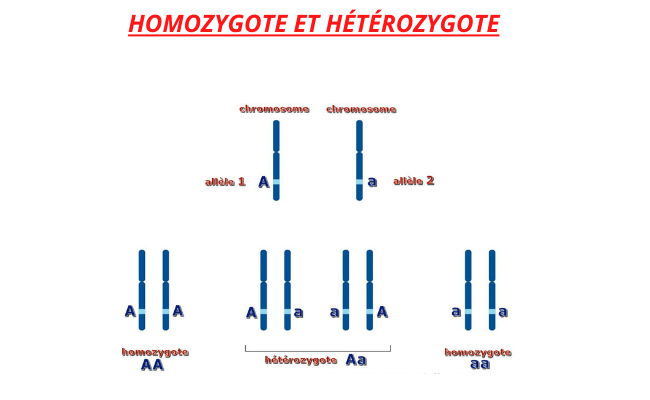 HOMOZYGOTE ET HÉTÉROZYGOTE
chromosome chromosome
allèle 1 A a allèle 2
A A A a a A a a
homozygote hétérozygote Aa homozygote
AA aa